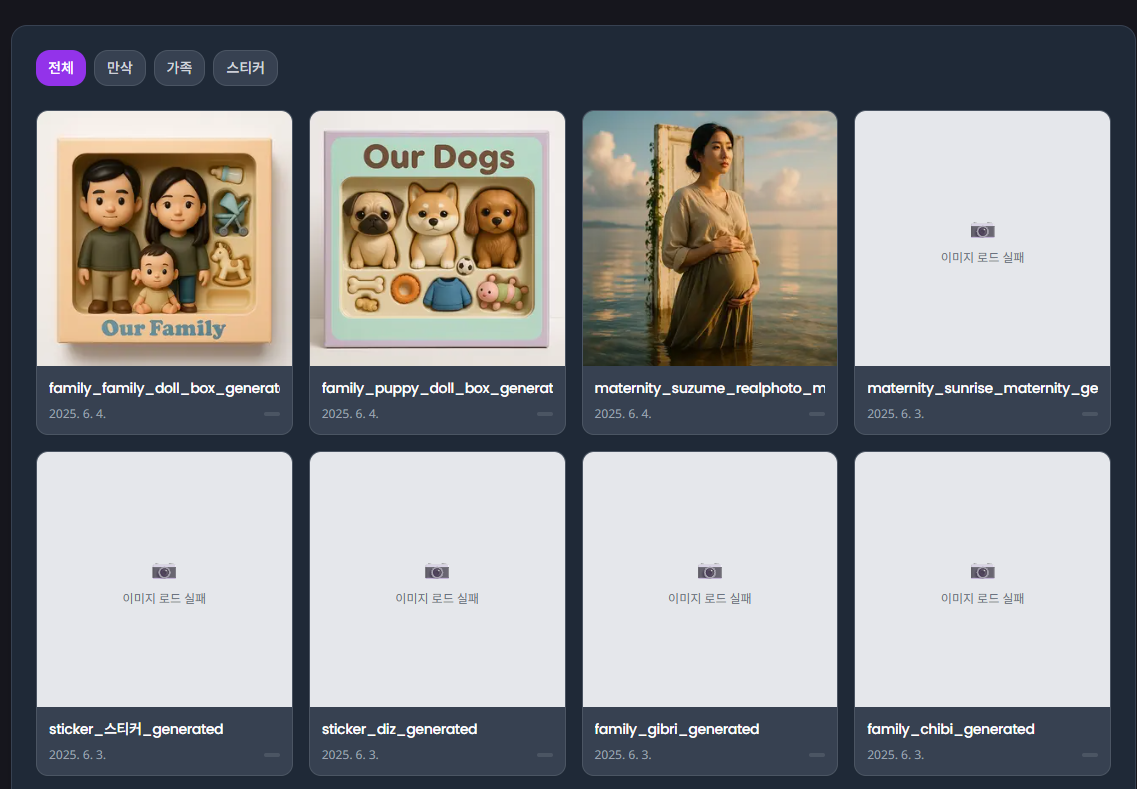 전체
만삭
가족
스티커
Our Family
Our Dogs
family_family_doll_box_generat
family_puppy_doll_box_generat
maternity_suzume_realphoto_m
이미지 로드 실패
maternity_sunrise_maternity_ge
2025. 6. 4.
2025. 6. 4.
2025. 6. 4.
2025. 6. 3.
이미지 로드 실패
이미지 로드 실패
이미지 로드 실패
이미지 로드 실패
sticker_스티커_generated
sticker_diz_generated
family_gibri_generated
family_chibi_generated
2025. 6. 3.
2025. 6. 3.
2025. 6. 3.
2025. 6. 3.